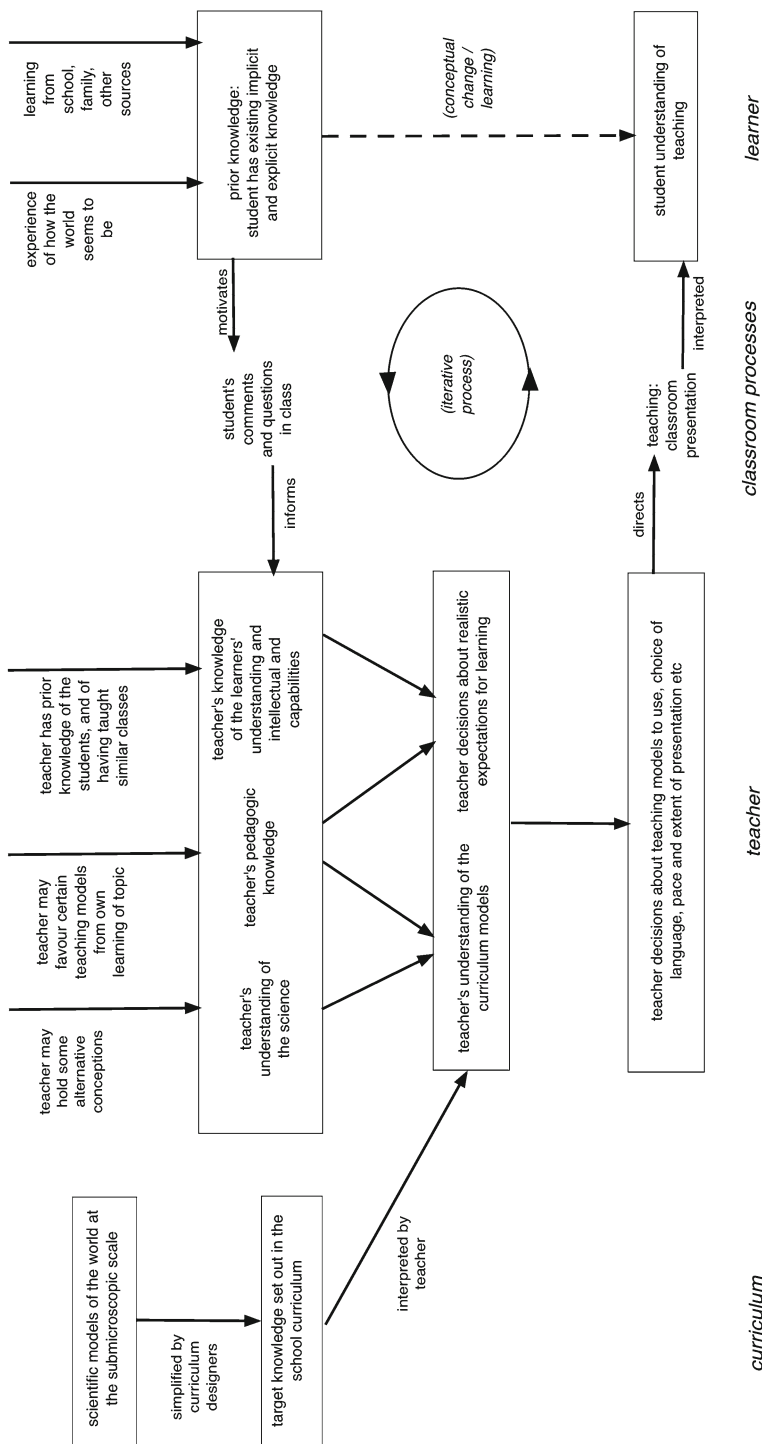 scientific models of the world at
the submicroscopic scale
simplified by
curriculum
designers
target knowledge set out in the
school curriculum
interpreted by
teacher
curriculum
teacher may
hold some
alternative
conceptions
teacher may
favour certain
teaching models
from own
learning of topic
teacher has prior
knowledge of the
students, and of
having taught
similar classes
teacher's
understanding of
the science
teacher's pedagogic
knowledge
teacher's knowledge
of the learners'
understanding and
intellectual and
capabilities
teacher's understanding of the
curriculum models
teacher decisions about realistic
expectations for learning
teacher decisions about teaching models to use, choice of
language, pace and extent of presentation etc
teacher
motivates
student's
comments
and questions
in class
informs
(iterative
process)
directs
teaching:
classroom
presentation
interpreted
classroom processes
experience
of how the
world
seems to
be
learning
from
school,
family,
other
sources
prior knowledge:
student has existing implicit
and explicit knowledge
(conceptual
change /
learning)
student understanding of
teaching
learner